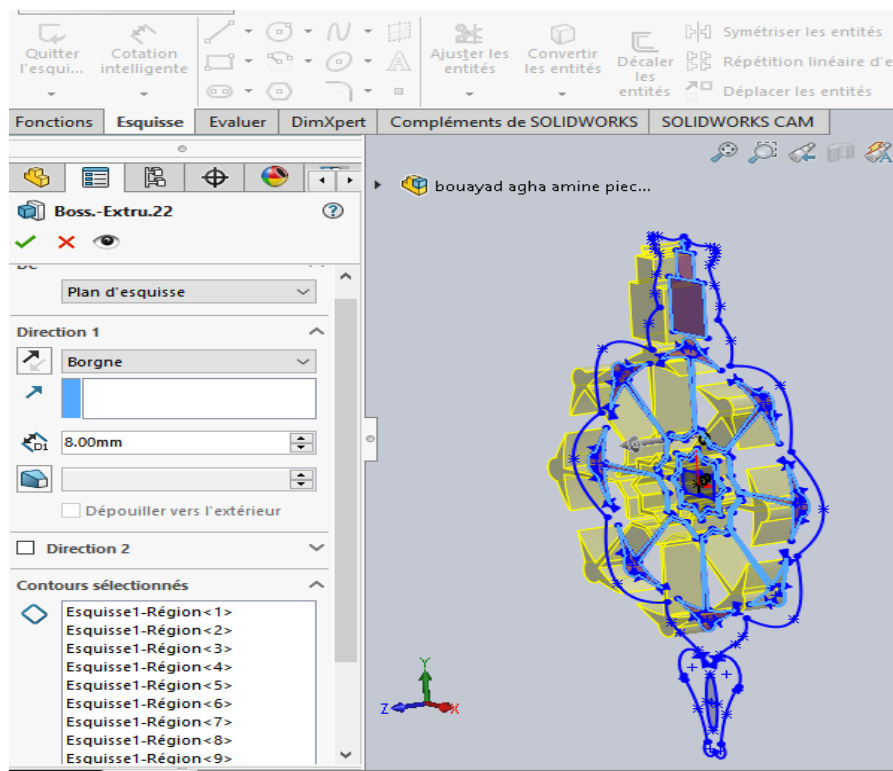 Quitter l'esqui...
Cotation intelligente
Ajuster les entités
Convertir les entités
Décaler les entités
Symétriser les entités
Répétition linéaire d'e
Déplacer les entités
Fonctions
Esquisse
Evaluer
DimXpert
Compléments de SOLIDWORKS
SOLIDWORKS CAM
bouayad agha amine piec...
Boss.-Extru.22
Plan d'esquisse
Direction 1
Borgne
D1
8.00mm
Dépouiller vers l'extérieur
Direction 2
Contours sélectionnés
Esquisse1-Région<1>
Esquisse1-Région<2>
Esquisse1-Région<3>
Esquisse1-Région<4>
Esquisse1-Région<5>
Esquisse1-Région<6>
Esquisse1-Région<7>
Esquisse1-Région<8>
Esquisse1-Région<9>
Y
Z
X